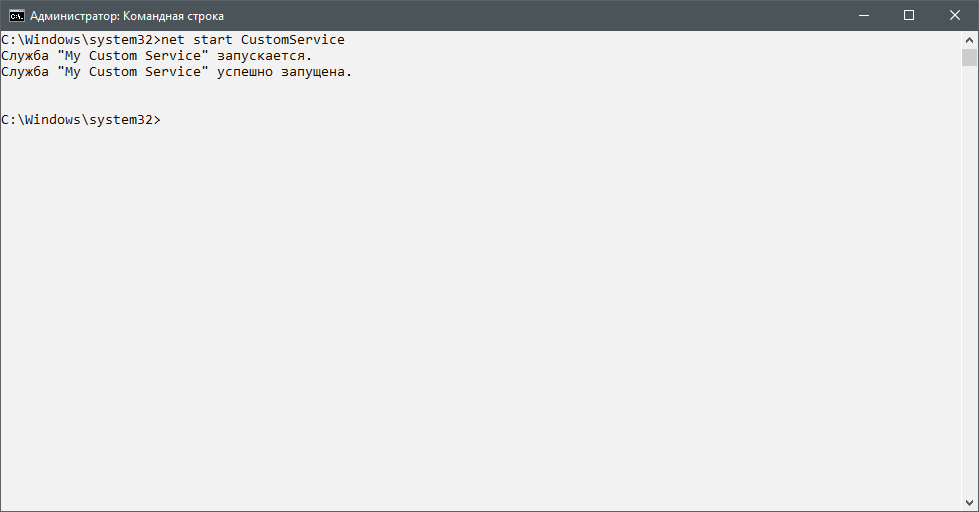 Администратор: Командная строка
C:\Windows\system32>net start CustomService
Служба "My Custom Service" запускается.
Служба "My Custom Service" успешно запущена.
C:\Windows\system32>